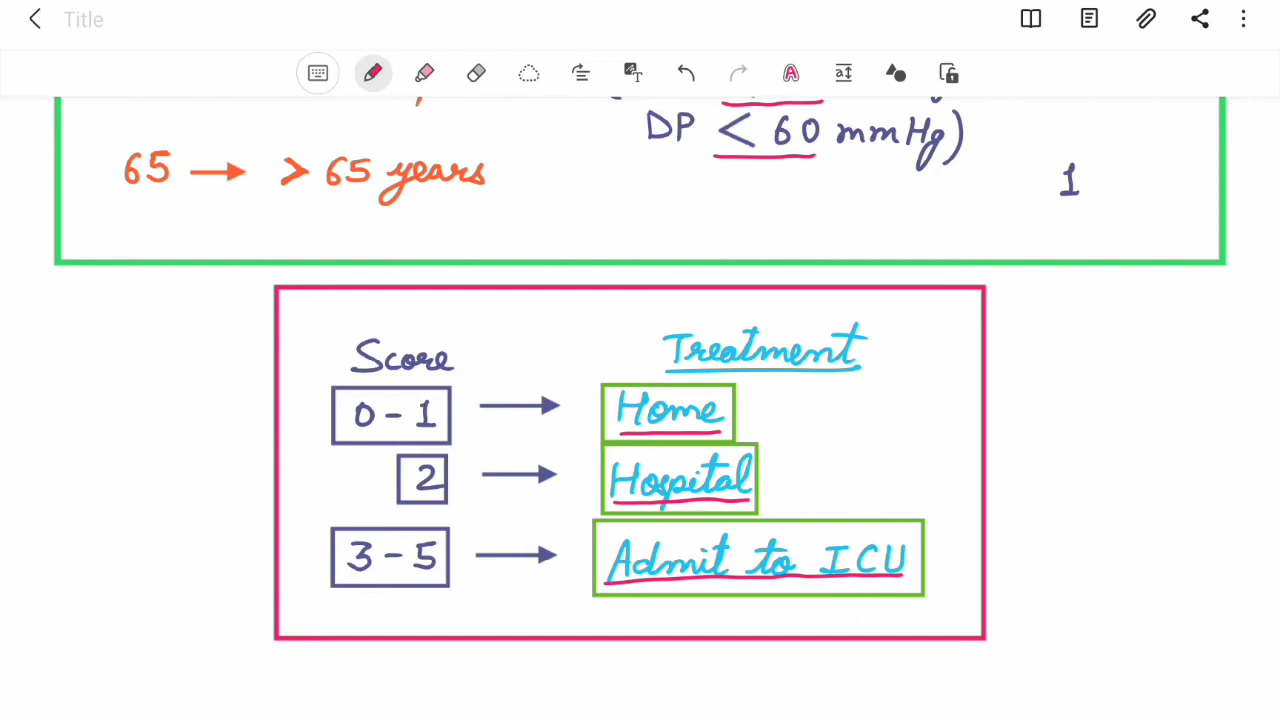 Title
DP < 60 mmHg)
65 → > 65 years
1
Score Treatment
0 - 1 → Home
2 → Hospital
3 - 5 → Admit to ICU